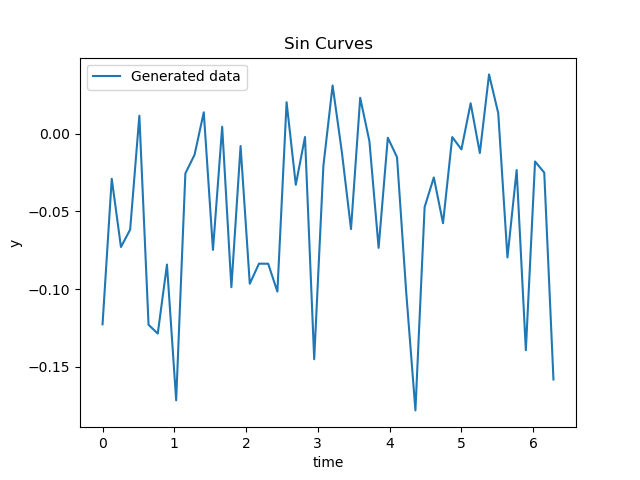 Sin Curves
Generated data
0.00
−0.05
−0.10
−0.15
y
0 1 2 3 4 5 6
time